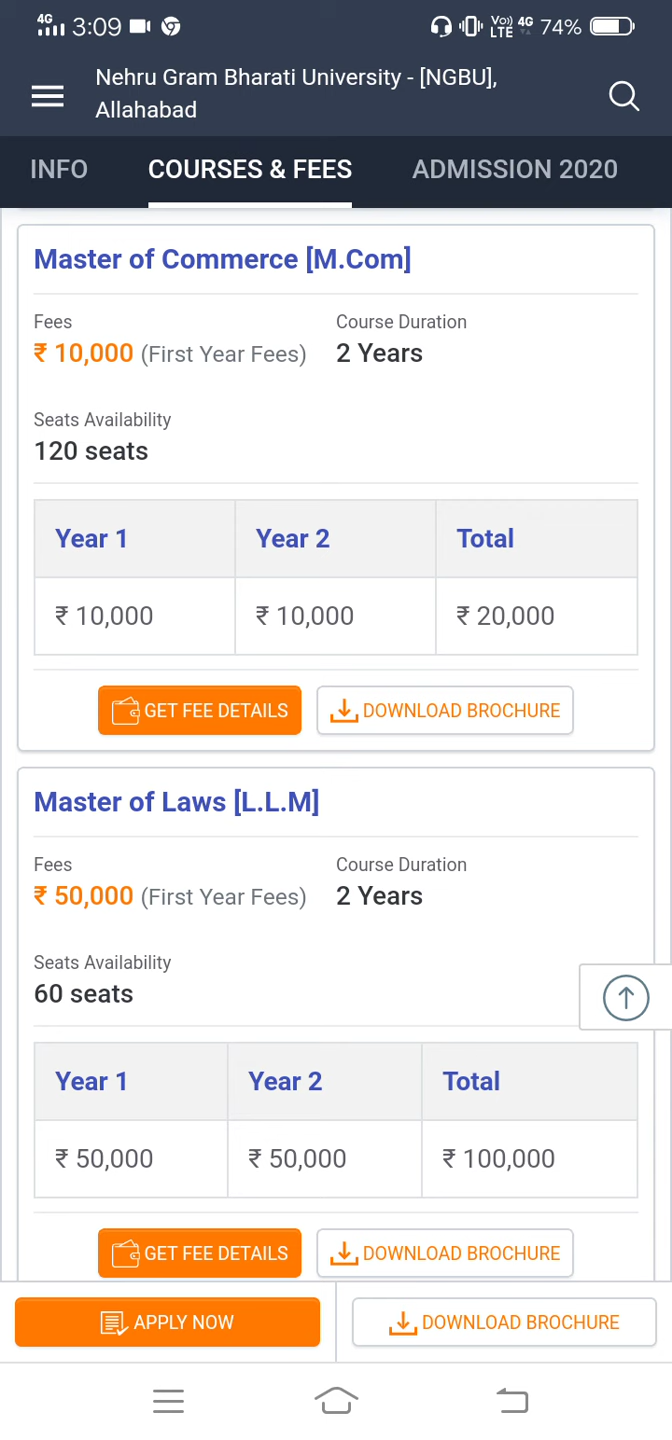 4G 3:09 Vo) LTE 4G 74%
Nehru Gram Bharati University - [NGBU],
Allahabad
INFO COURSES & FEES ADMISSION 2020
Master of Commerce [M.Com]
Fees Course Duration
₹ 10,000 (First Year Fees) 2 Years
Seats Availability
120 seats
Year 1 Year 2 Total
₹ 10,000 ₹ 10,000 ₹ 20,000
GET FEE DETAILS DOWNLOAD BROCHURE
Master of Laws [L.L.M]
Fees Course Duration
₹ 50,000 (First Year Fees) 2 Years
Seats Availability
60 seats
Year 1 Year 2 Total
₹ 50,000 ₹ 50,000 ₹ 100,000
GET FEE DETAILS DOWNLOAD BROCHURE
APPLY NOW DOWNLOAD BROCHURE